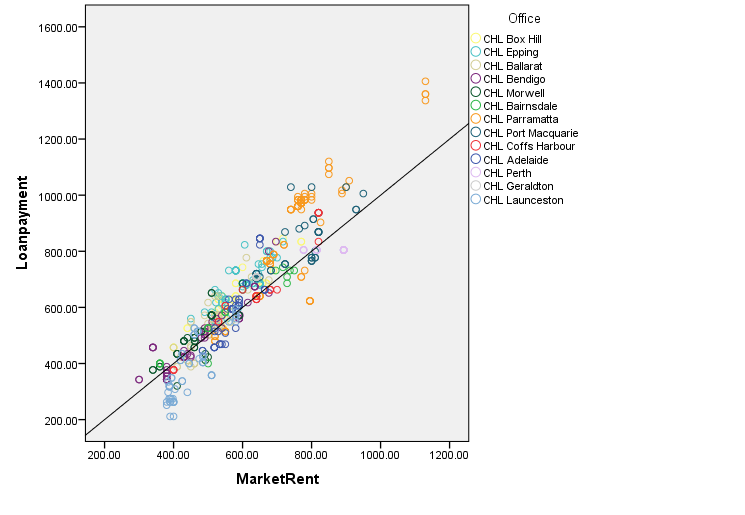 Office
CHL Box Hill
CHL Epping
CHL Ballarat
CHL Bendigo
CHL Morwell
CHL Bairnsdale
CHL Parramatta
CHL Port Macquarie
CHL Coffs Harbour
CHL Adelaide
CHL Perth
CHL Geraldton
CHL Launceston
Loanpayment
1600.00
1400.00
1200.00
1000.00
800.00
600.00
400.00
200.00
200.00 400.00 600.00 800.00 1000.00 1200.00
MarketRent